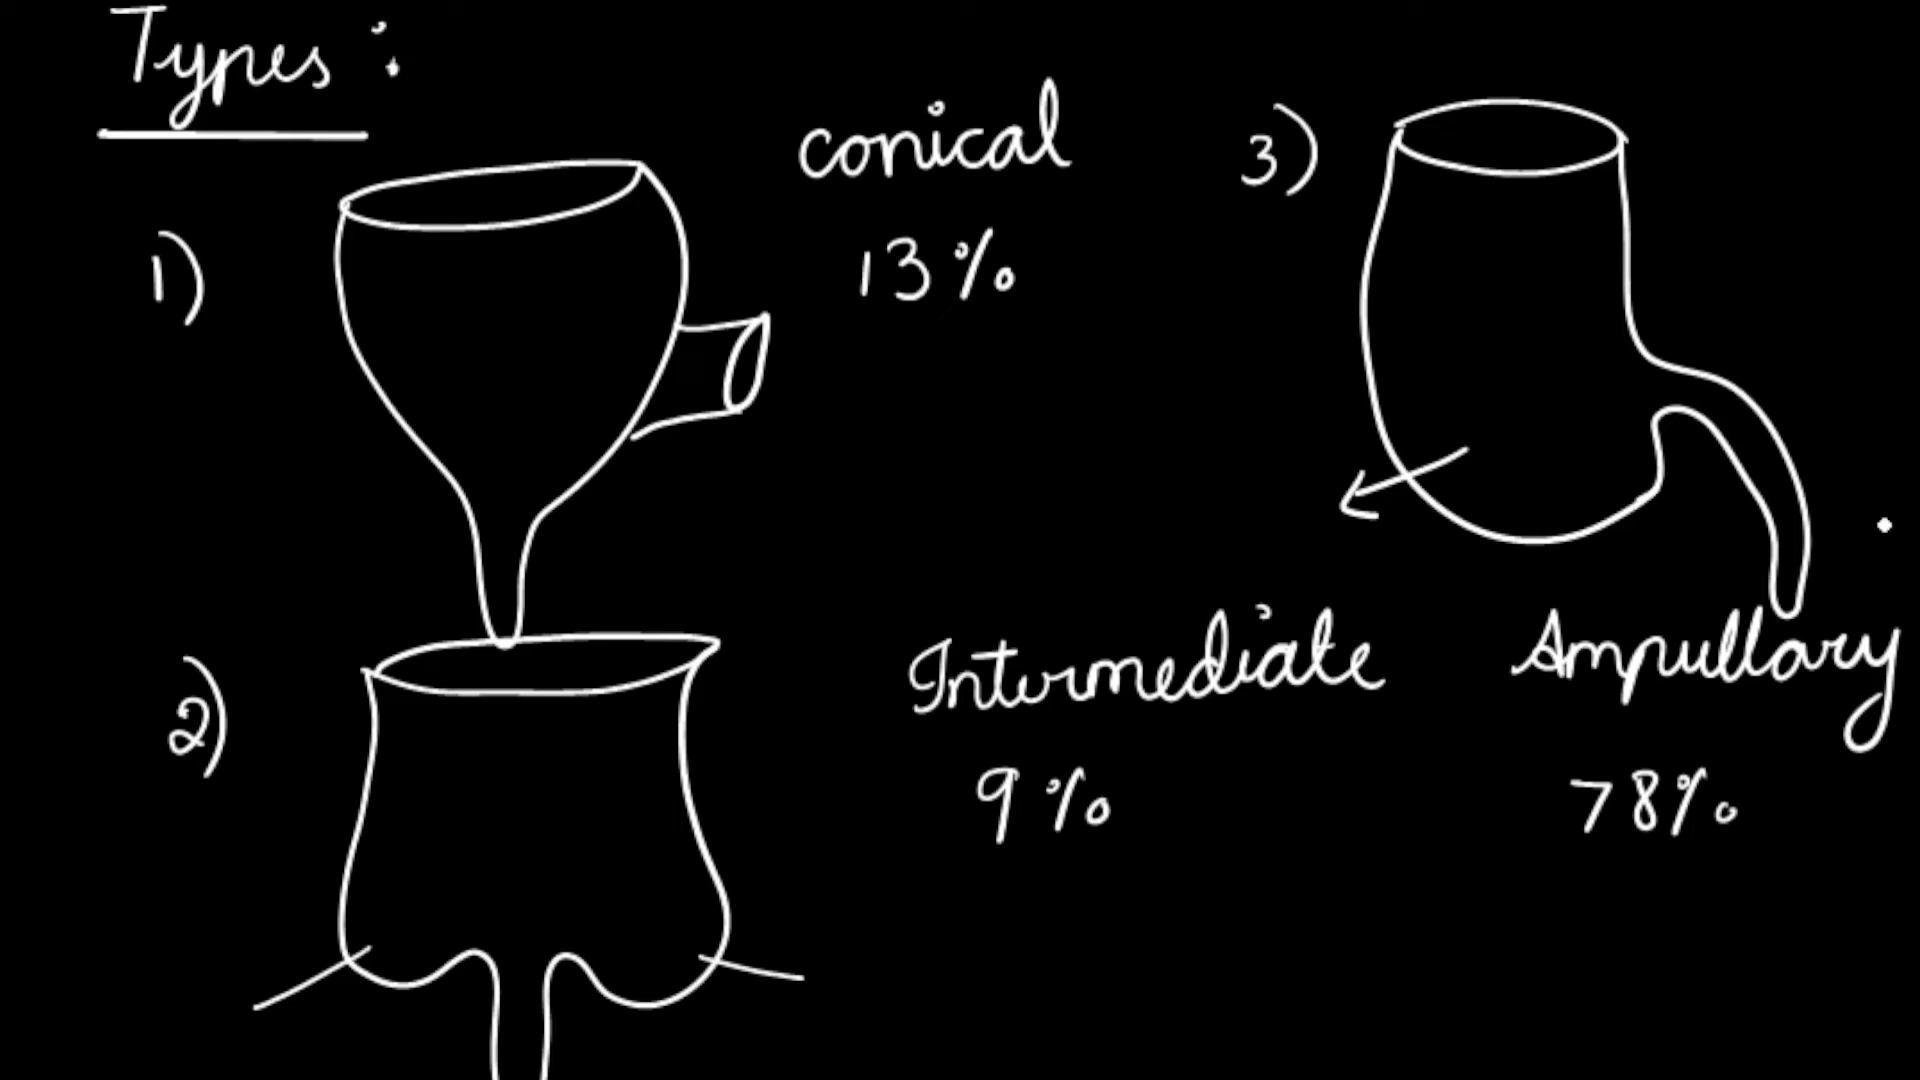 Types :
1)
conical
13%
2)
Intermediate
9%
3)
Ampullary
78%